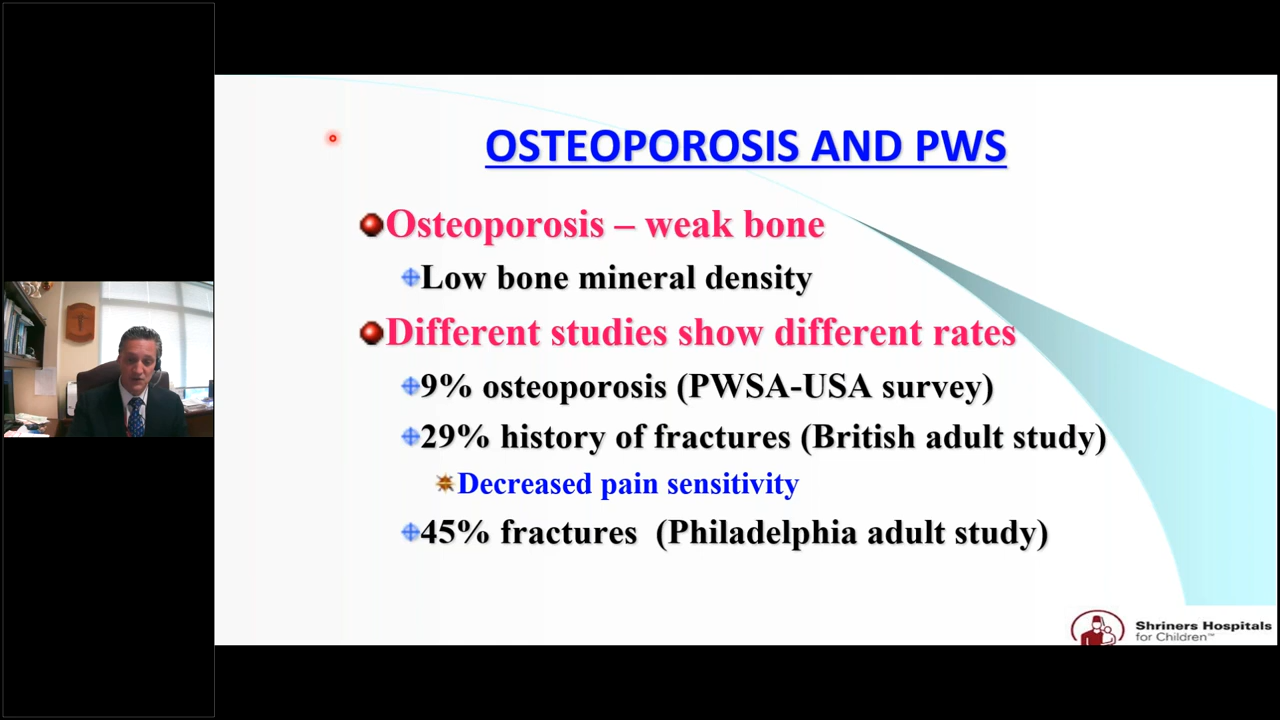 OSTEOPOROSIS AND PWS
Osteoporosis – weak bone
Low bone mineral density
Different studies show different rates
9% osteoporosis (PWSA-USA survey)
29% history of fractures (British adult study)
Decreased pain sensitivity
45% fractures (Philadelphia adult study)
Shriners Hospitals
for Children™